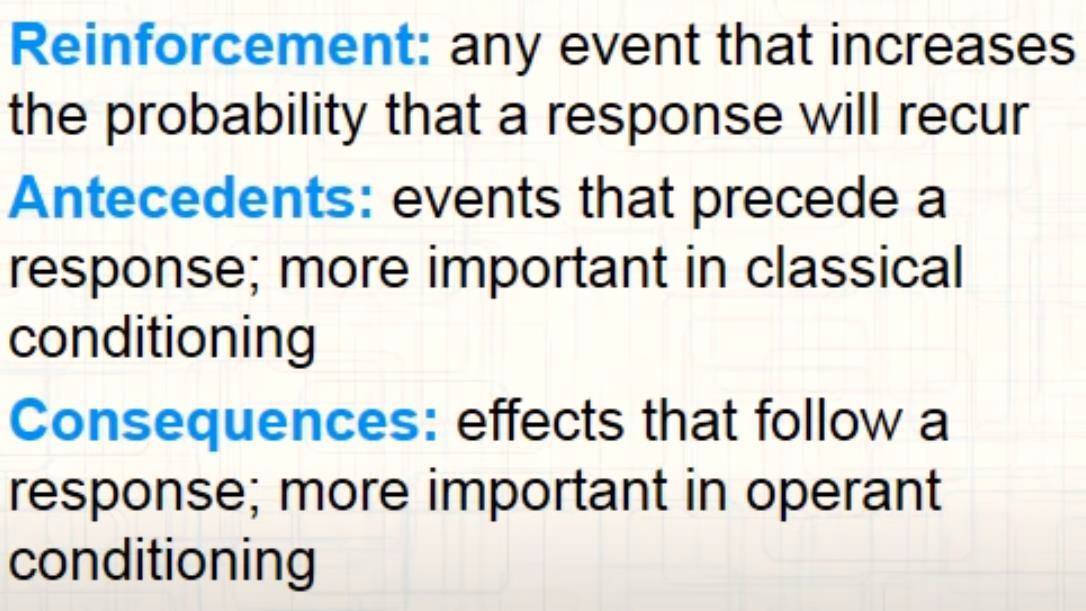 Reinforcement: any event that increases
the probability that a response will recur
Antecedents: events that precede a
response; more important in classical
conditioning
Consequences: effects that follow a
response; more important in operant
conditioning